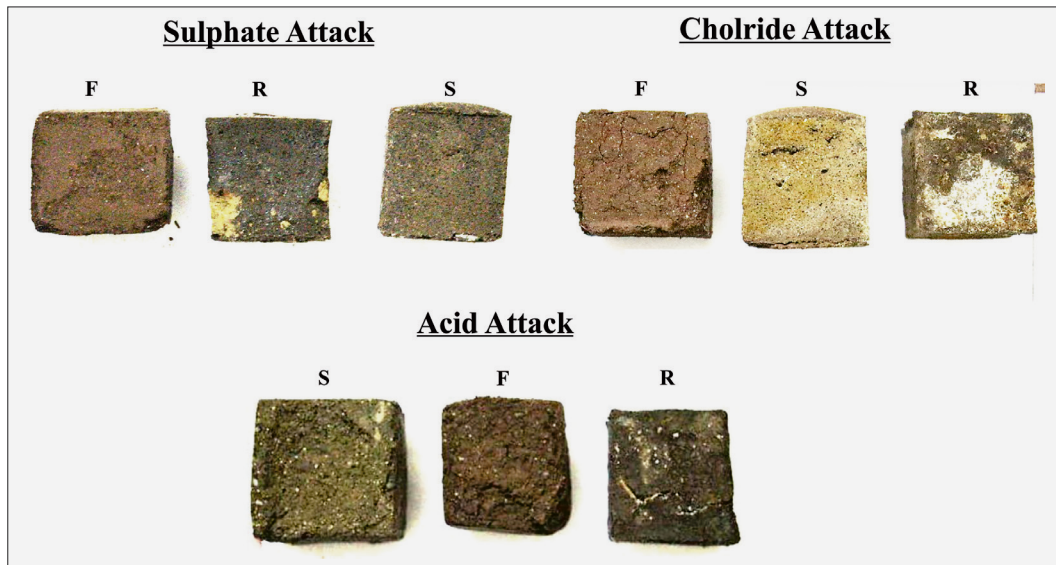 Sulphate Attack
Cholride Attack
F R S
F S R
Acid Attack
S F R